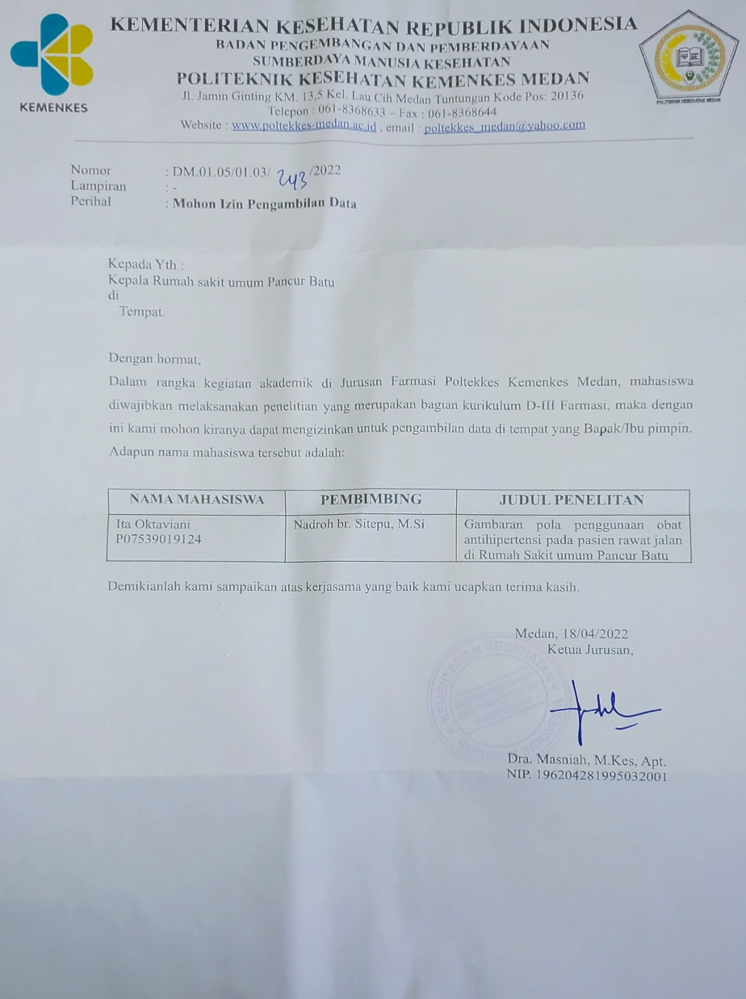 KEMENKES
KEMENTERIAN KESEHATAN REPUBLIK INDONESIA
BADAN PENGEMBANGAN DAN PEMBERDAYAAN
SUMBERDAYA MANUSIA KESEHATAN
POLITEKNIK KESEHATAN KEMENKES MEDAN
Jl. Jamin Ginting KM. 13,5 Kel. Lau Cih Medan Tuntungan Kode Pos: 20136
Telepon : 061-8368633 – Fax : 061-8368644
Website : www.poltekkes-medan.ac.id , email : poltekkes_medan@yahoo.com
POLITEKNIK KESEHATAN MEDAN
Nomor : DM.01.05/01.03/ 243 /2022
Lampiran : -
Perihal : Mohon Izin Pengambilan Data
Kepada Yth :
Kepala Rumah sakit umum Pancur Batu
di
Tempat.
Dengan hormat,
Dalam rangka kegiatan akademik di Jurusan Farmasi Poltekkes Kemenkes Medan, mahasiswa
diwajibkan melaksanakan penelitian yang merupakan bagian kurikulum D-III Farmasi, maka dengan
ini kami mohon kiranya dapat mengizinkan untuk pengambilan data di tempat yang Bapak/Ibu pimpin.
Adapun nama mahasiswa tersebut adalah:
NAMA MAHASISWA PEMBIMBING JUDUL PENELITAN
Ita Oktaviani Nadroh br. Sitepu, M.Si Gambaran pola penggunaan obat
P07539019124 antihipertensi pada pasien rawat jalan
di Rumah Sakit umum Pancur Batu
Demikianlah kami sampaikan atas kerjasama yang baik kami ucapkan terima kasih.
Medan, 18/04/2022
Ketua Jurusan,
KEMENTERIAN KESEHATAN
REPUBLIK INDONESIA
Dra. Masniah, M.Kes, Apt.
NIP. 196204281995032001